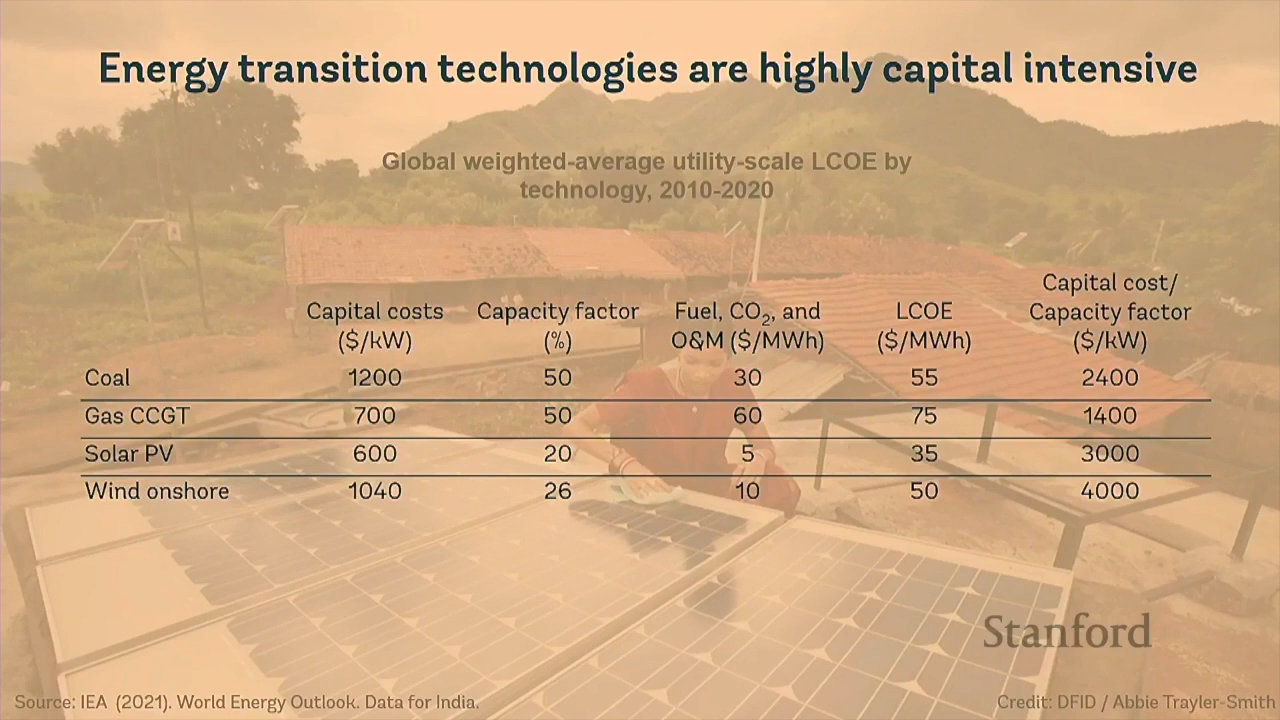 Energy transition technologies are highly capital intensive
Global weighted-average utility-scale LCOE by
technology, 2010-2020
Capital costs ($/kW) Capacity factor (%) Fuel, CO2, and O&M ($/MWh) LCOE ($/MWh) Capital cost/ Capacity factor ($/kW)
Coal 1200 50 30 55 2400
Gas CCGT 700 50 60 75 1400
Solar PV 600 20 5 35 3000
Wind onshore 1040 26 10 50 4000
Stanford
Source: IEA (2021). World Energy Outlook. Data for India.
Credit: DFID / Abbie Trayler-Smith